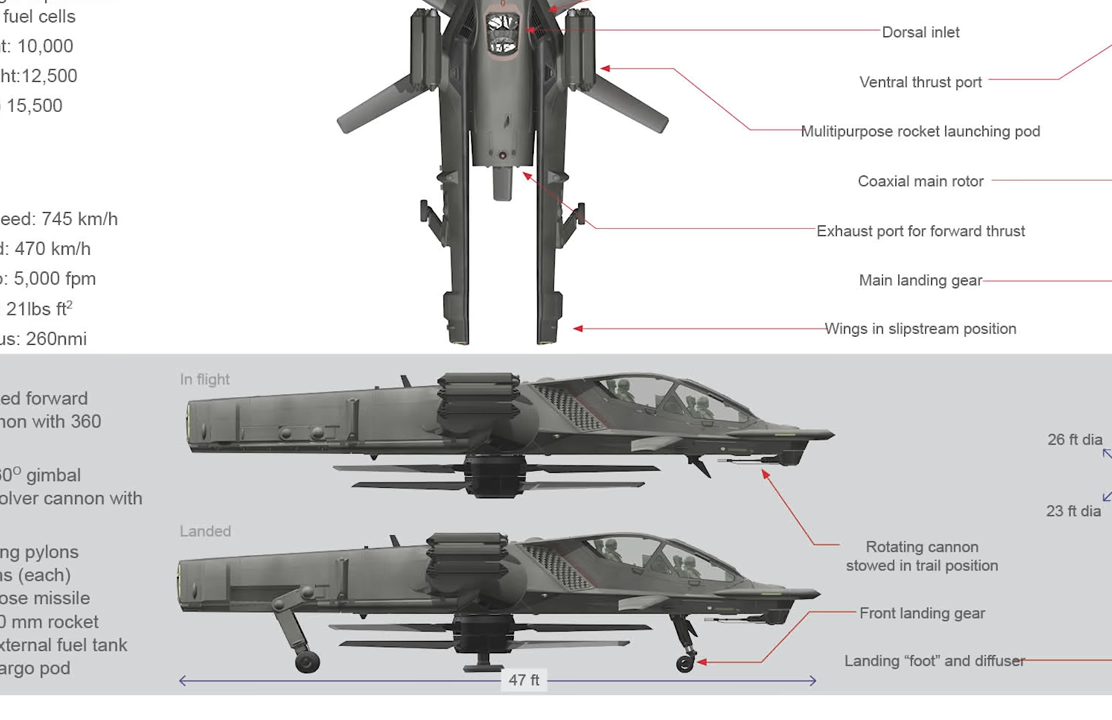 fuel cells
t: 10,000
ht:12,500
15,500
eed: 745 km/h
d: 470 km/h
o: 5,000 fpm
21lbs ft²
us: 260nmi
Dorsal inlet
Ventral thrust port
Multipurpose rocket launching pod
Coaxial main rotor
Exhaust port for forward thrust
Main landing gear
Wings in slipstream position
ed forward
non with 360
60° gimbal
olver cannon with
ng pylons
ns (each)
ose missile
0 mm rocket
xternal fuel tank
argo pod
In flight
26 ft dia
23 ft dia
Rotating cannon
stowed in trail position
Landed
Front landing gear
Landing “foot” and diffuser
47 ft